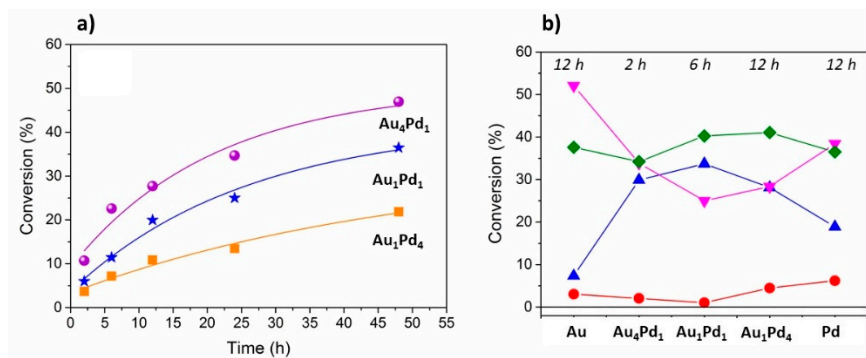 a)
60
50
40
30
20
10
0
Conversion (%)
Au₄Pd₁
Au₁Pd₁
Au₁Pd₄
0 5 10 15 20 25 30 35 40 45 50 55
Time (h)
b)
60
50
40
30
20
10
0
Conversion (%)
12 h 2 h 6 h 12 h 12 h
Au Au₄Pd₁ Au₁Pd₁ Au₁Pd₄ Pd